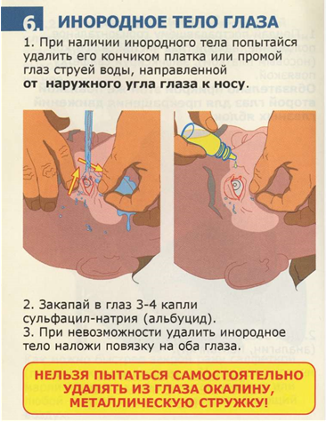 6. ИНОРОДНОЕ ТЕЛО ГЛАЗА
1. При наличии инородного тела попытайся
удалить его кончиком платка или промой
глаз струей воды, направленной
от наружного угла глаза к носу.
2. Закапай в глаз 3-4 капли
сульфацил-натрия (альбуцид).
3. При невозможности удалить инородное
тело наложи повязку на оба глаза.
НЕЛЬЗЯ ПЫТАТЬСЯ САМОСТОЯТЕЛЬНО
УДАЛЯТЬ ИЗ ГЛАЗА ОКАЛИНУ,
МЕТАЛЛИЧЕСКУЮ СТРУЖКУ!